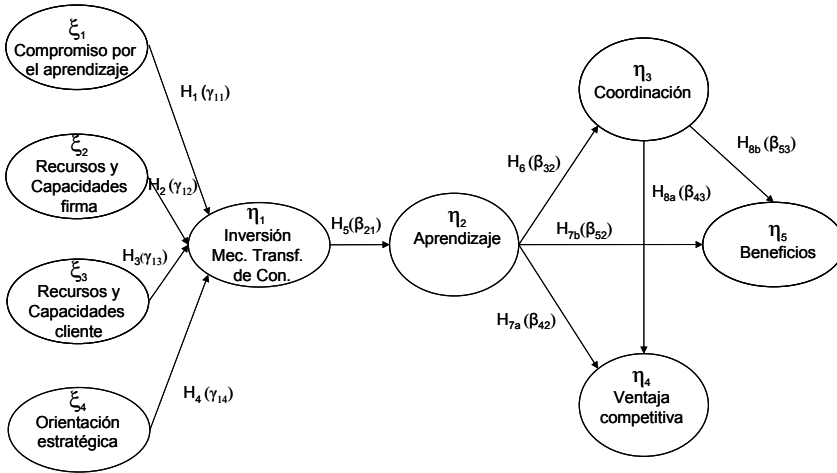 ξ₁
Compromiso por
el aprendizaje
H₁(γ₁₁)
ξ₂
Recursos y
Capacidades
firma
H₂(γ₁₂)
ξ₃
Recursos y
Capacidades
cliente
H₃(γ₁₃)
ξ₄
Orientación
estratégica
H₄(γ₁₄)
η₁
Inversión
Mec. Transf.
de Con.
H₅(β₂₁)
η₂
Aprendizaje
H₆(β₃₂)
H₇b(β₅₂)
H₇a(β₄₂)
η₃
Coordinación
H₈b(β₅₃)
H₈a(β₄₃)
η₅
Beneficios
η₄
Ventaja
competitiva